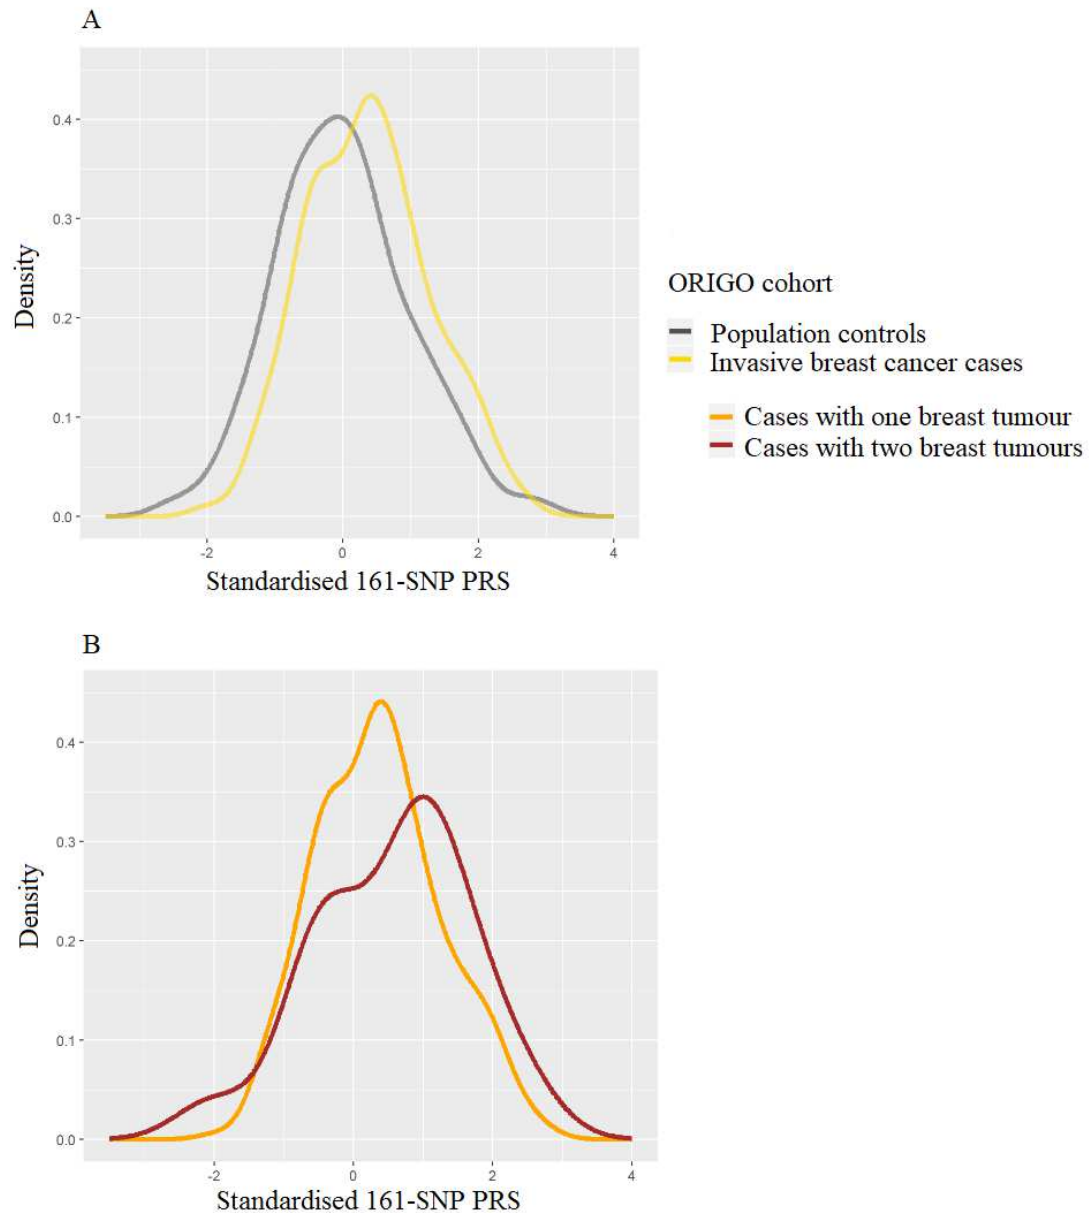 A
Density
0.4
0.3
0.2
0.1
0.0
-2
0
2
4
Standardised 161-SNP PRS
ORIGO cohort
Population controls
Invasive breast cancer cases
Cases with one breast tumour
Cases with two breast tumours
B
Density
0.4
0.3
0.2
0.1
0.0
-2
0
2
4
Standardised 161-SNP PRS